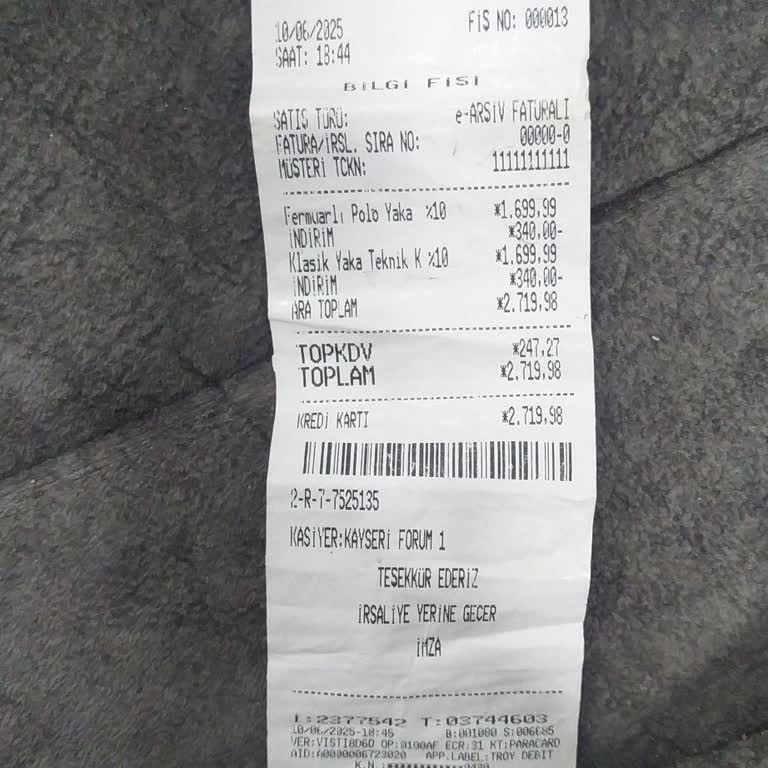 10/06/2025 FİŞ NO: 000013
SAAT: 18:44
BİLGİ FİŞİ
SATIŞ TÜRÜ: e-ARŞİV FATURALI
FATURA/İRSL. SIRA NO: 00000-0
MÜŞTERİ TCKN: 11111111111
Fermuarlı Polo Yaka %10 *1.699,99
İNDİRİM *340,00-
Klasik Yaka Teknik K %10 *1.699,99
İNDİRİM *340,00-
ARA TOPLAM *2.719,98
TOPKDV *247,27
TOPLAM *2.719,98
KREDİ KARTI *2.719,98
2-R-7-7525135
KASİYER:KAYSERİ FORUM 1
TEŞEKKÜR EDERİZ
İRSALİYE YERİNE GEÇER
İMZA
I:2377542 T:03744603
10/06/2025-18:45 B:001080 S:006685
VER:VISTI8D60 OP:0100AF ECR:31 KT:PARACARD
AID:A0000006723020 APP.LABEL:TROY DEBIT
K.N.: